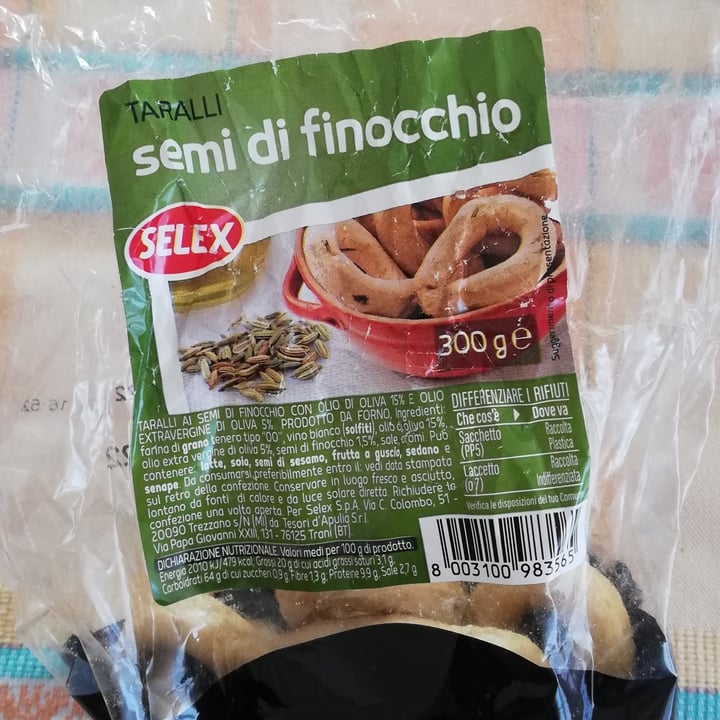 TARALLI
semi di finocchio
SELEX
300 g e
Suggerimento di presentazione
TARALLI AI SEMI DI FINOCCHIO CON OLIO DI OLIVA 15% E OLIO
EXTRAVERGINE DI OLIVA 5%. PRODOTTO DA FORNO. Ingredienti:
farina di grano tenero tipo "00", vino bianco (solfiti), olio di oliva 15%,
olio extra vergine di oliva 5%, semi di finocchio 1,5%, sale, aromi. Può
contenere: latte, soia, semi di sesamo, frutta a guscio, sedano e
senape. Da consumarsi preferibilmente entro il: vedi data stampata
sul retro della confezione. Conservare in luogo fresco e asciutto,
lontano da fonti di calore e da luce solare diretta. Richiudere la
confezione una volta aperta. Per Selex S.p.A. Via C. Colombo, 51 -
20090 Trezzano s/N (MI) da Tesori d'Apulia S.r.l.
Via Papa Giovanni XXIII, 131 - 76125 Trani (BT).
DIFFERENZIARE I RIFIUTI
Che cos'è Dove va
Sacchetto Raccolta
(PP5) Plastica
Laccetto Raccolta
(07) Indifferenziata
Verifica le disposizioni del tuo Comune
DICHIARAZIONE NUTRIZIONALE. Valori medi per 100 g di prodotto.
Energia 2010 kJ/479 kcal, Grassi 20 g di cui acidi grassi saturi 3,1 g,
Carboidrati 64 g di cui zuccheri 0,9 g, Fibre 1,3 g, Proteine 9,9 g, Sale 2,7 g
8 003100 983565